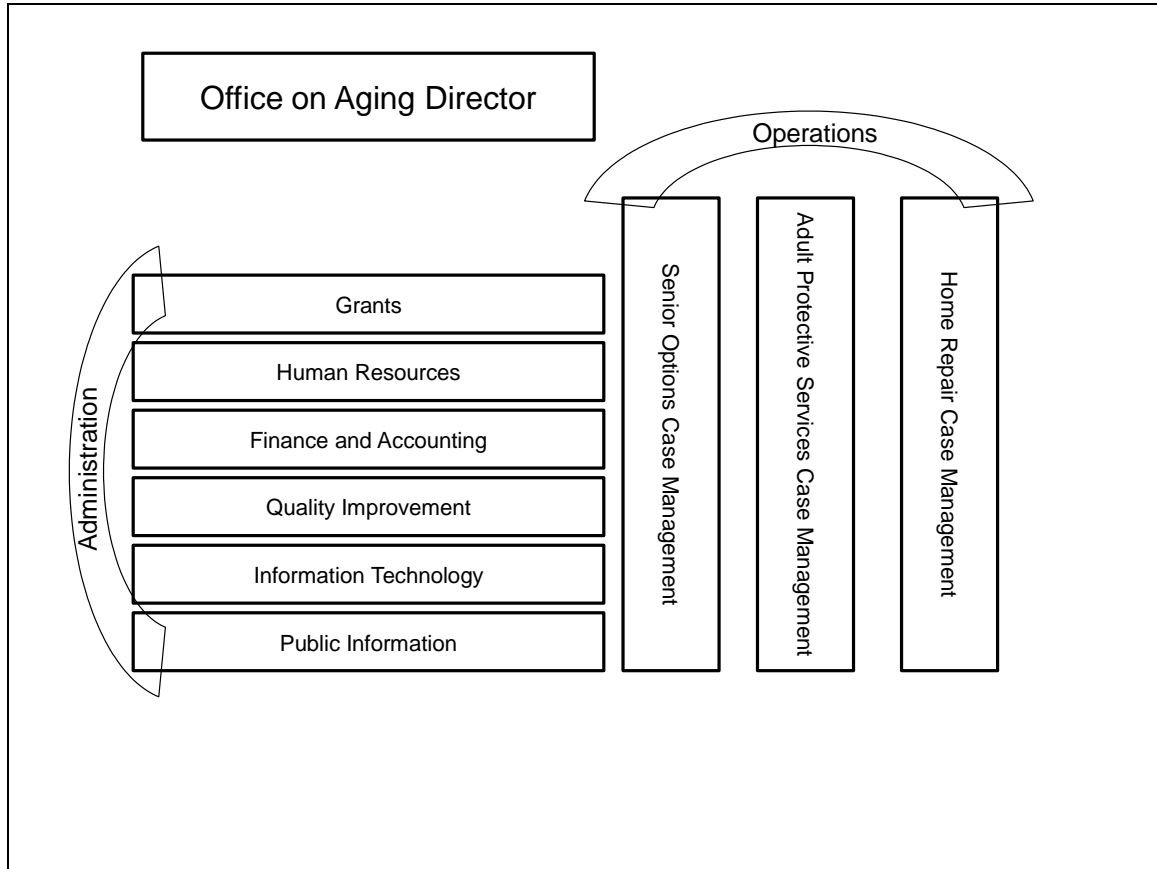 Office on Aging Director
Operations
Administration
Grants
Human Resources
Finance and Accounting
Quality Improvement
Information Technology
Public Information
Senior Options Case Management
Adult Protective Services Case Management
Home Repair Case Management